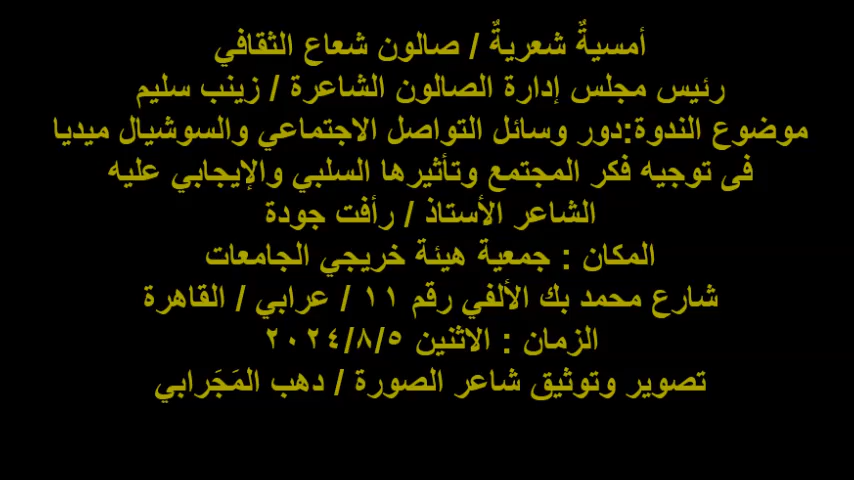 أمسيةٌ شعريةٌ / صالون شعاع الثقافي
رئيس مجلس إدارة الصالون الشاعرة / زينب سليم
موضوع الندوة:دور وسائل التواصل الاجتماعي والسوشيال ميديا
فى توجيه فكر المجتمع وتأثيرها السلبي والإيجابي عليه
الشاعر الأستاذ / رأفت جودة
المكان : جمعية هيئة خريجي الجامعات
شارع محمد بك الألفي رقم ١١ / عرابي / القاهرة
الزمان : الاثنين ٢٠٢٤/٨/٥
تصوير وتوثيق شاعر الصورة / دهب المَجَرابي